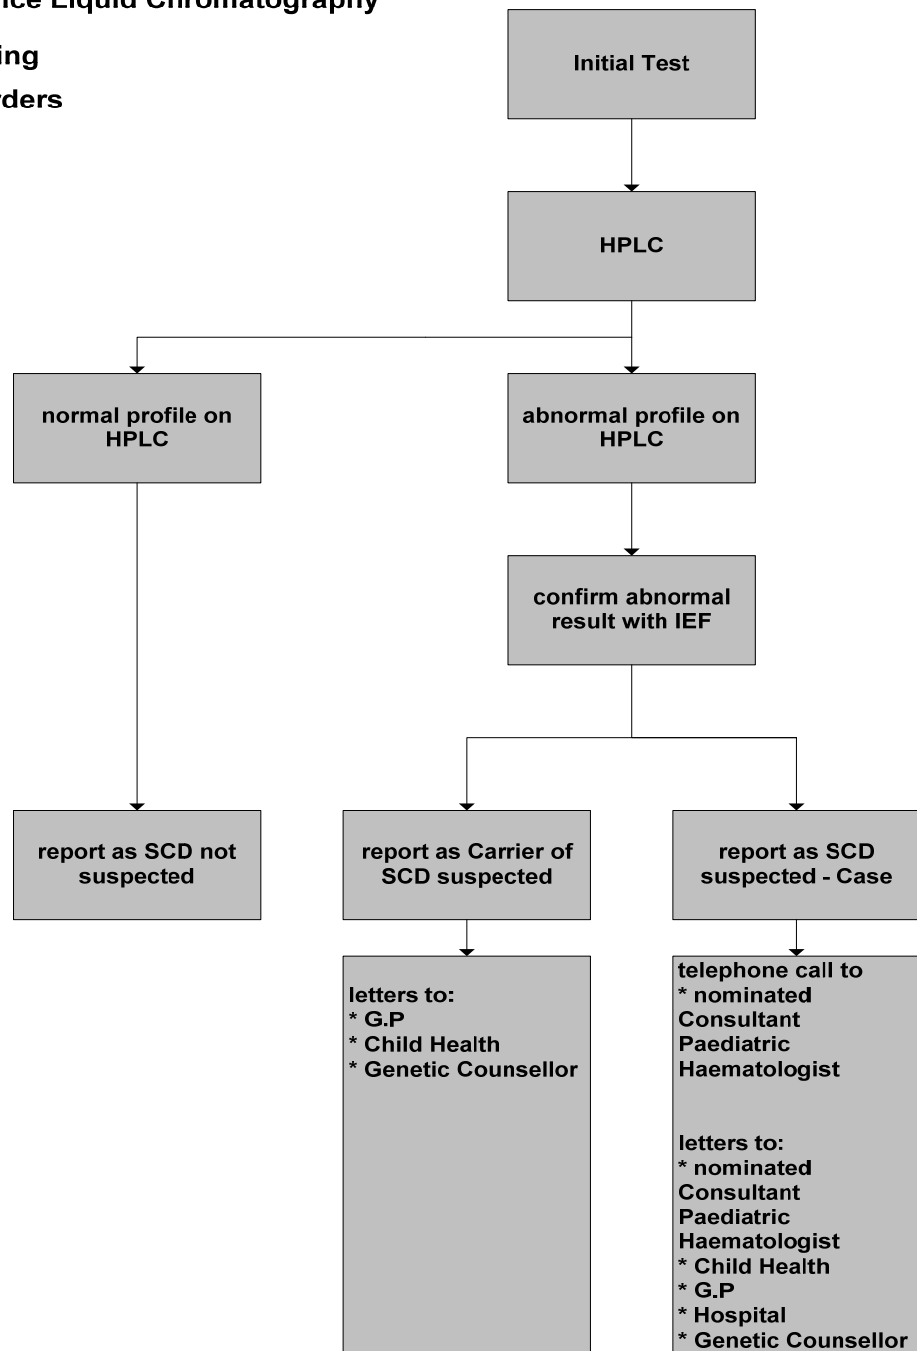 Liquid Chromatography
Initial Test
HPLC
normal profile on
HPLC
abnormal profile on
HPLC
confirm abnormal
result with IEF
report as SCD not
suspected
report as Carrier of
SCD suspected
report as SCD
suspected - Case
letters to:
* G.P
* Child Health
* Genetic Counsellor
telephone call to
* nominated
Consultant
Paediatric
Haematologist
letters to:
* nominated
Consultant
Paediatric
Haematologist
* Child Health
* G.P
* Hospital
* Genetic Counsellor